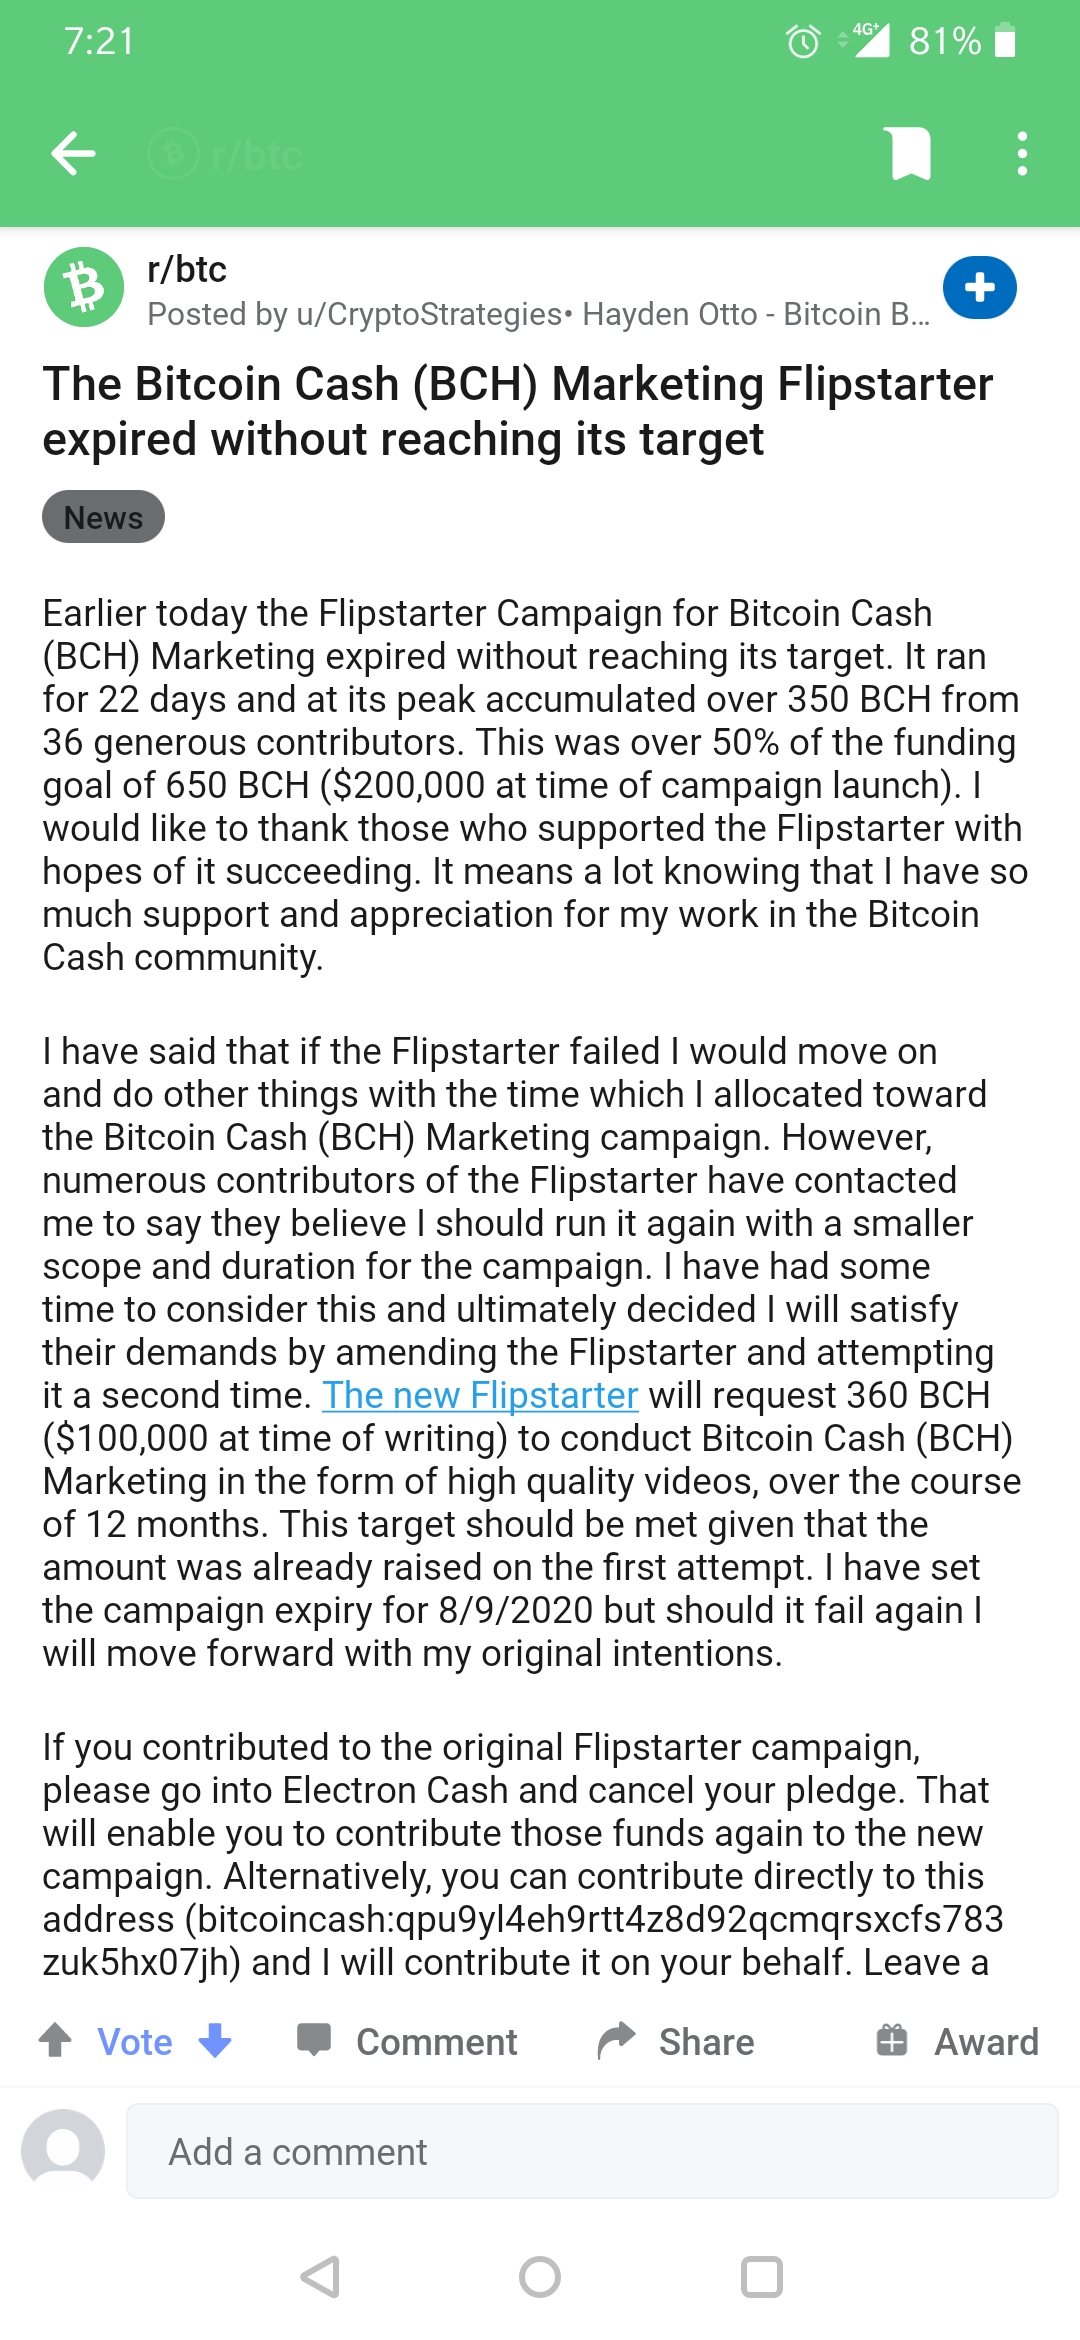 7:21
4G+ 81%
r/btc
r/btc
Posted by u/CryptoStrategies• Hayden Otto - Bitcoin B...
The Bitcoin Cash (BCH) Marketing Flipstarter
expired without reaching its target
News
Earlier today the Flipstarter Campaign for Bitcoin Cash
(BCH) Marketing expired without reaching its target. It ran
for 22 days and at its peak accumulated over 350 BCH from
36 generous contributors. This was over 50% of the funding
goal of 650 BCH ($200,000 at time of campaign launch). I
would like to thank those who supported the Flipstarter with
hopes of it succeeding. It means a lot knowing that I have so
much support and appreciation for my work in the Bitcoin
Cash community.
I have said that if the Flipstarter failed I would move on
and do other things with the time which I allocated toward
the Bitcoin Cash (BCH) Marketing campaign. However,
numerous contributors of the Flipstarter have contacted
me to say they believe I should run it again with a smaller
scope and duration for the campaign. I have had some
time to consider this and ultimately decided I will satisfy
their demands by amending the Flipstarter and attempting
it a second time. The new Flipstarter will request 360 BCH
($100,000 at time of writing) to conduct Bitcoin Cash (BCH)
Marketing in the form of high quality videos, over the course
of 12 months. This target should be met given that the
amount was already raised on the first attempt. I have set
the campaign expiry for 8/9/2020 but should it fail again I
will move forward with my original intentions.
If you contributed to the original Flipstarter campaign,
please go into Electron Cash and cancel your pledge. That
will enable you to contribute those funds again to the new
campaign. Alternatively, you can contribute directly to this
address (bitcoincash:qpu9yl4eh9rtt4z8d92qcmqrsxcfs783
zuk5hx07jh) and I will contribute it on your behalf. Leave a
Vote Comment Share Award
Add a comment